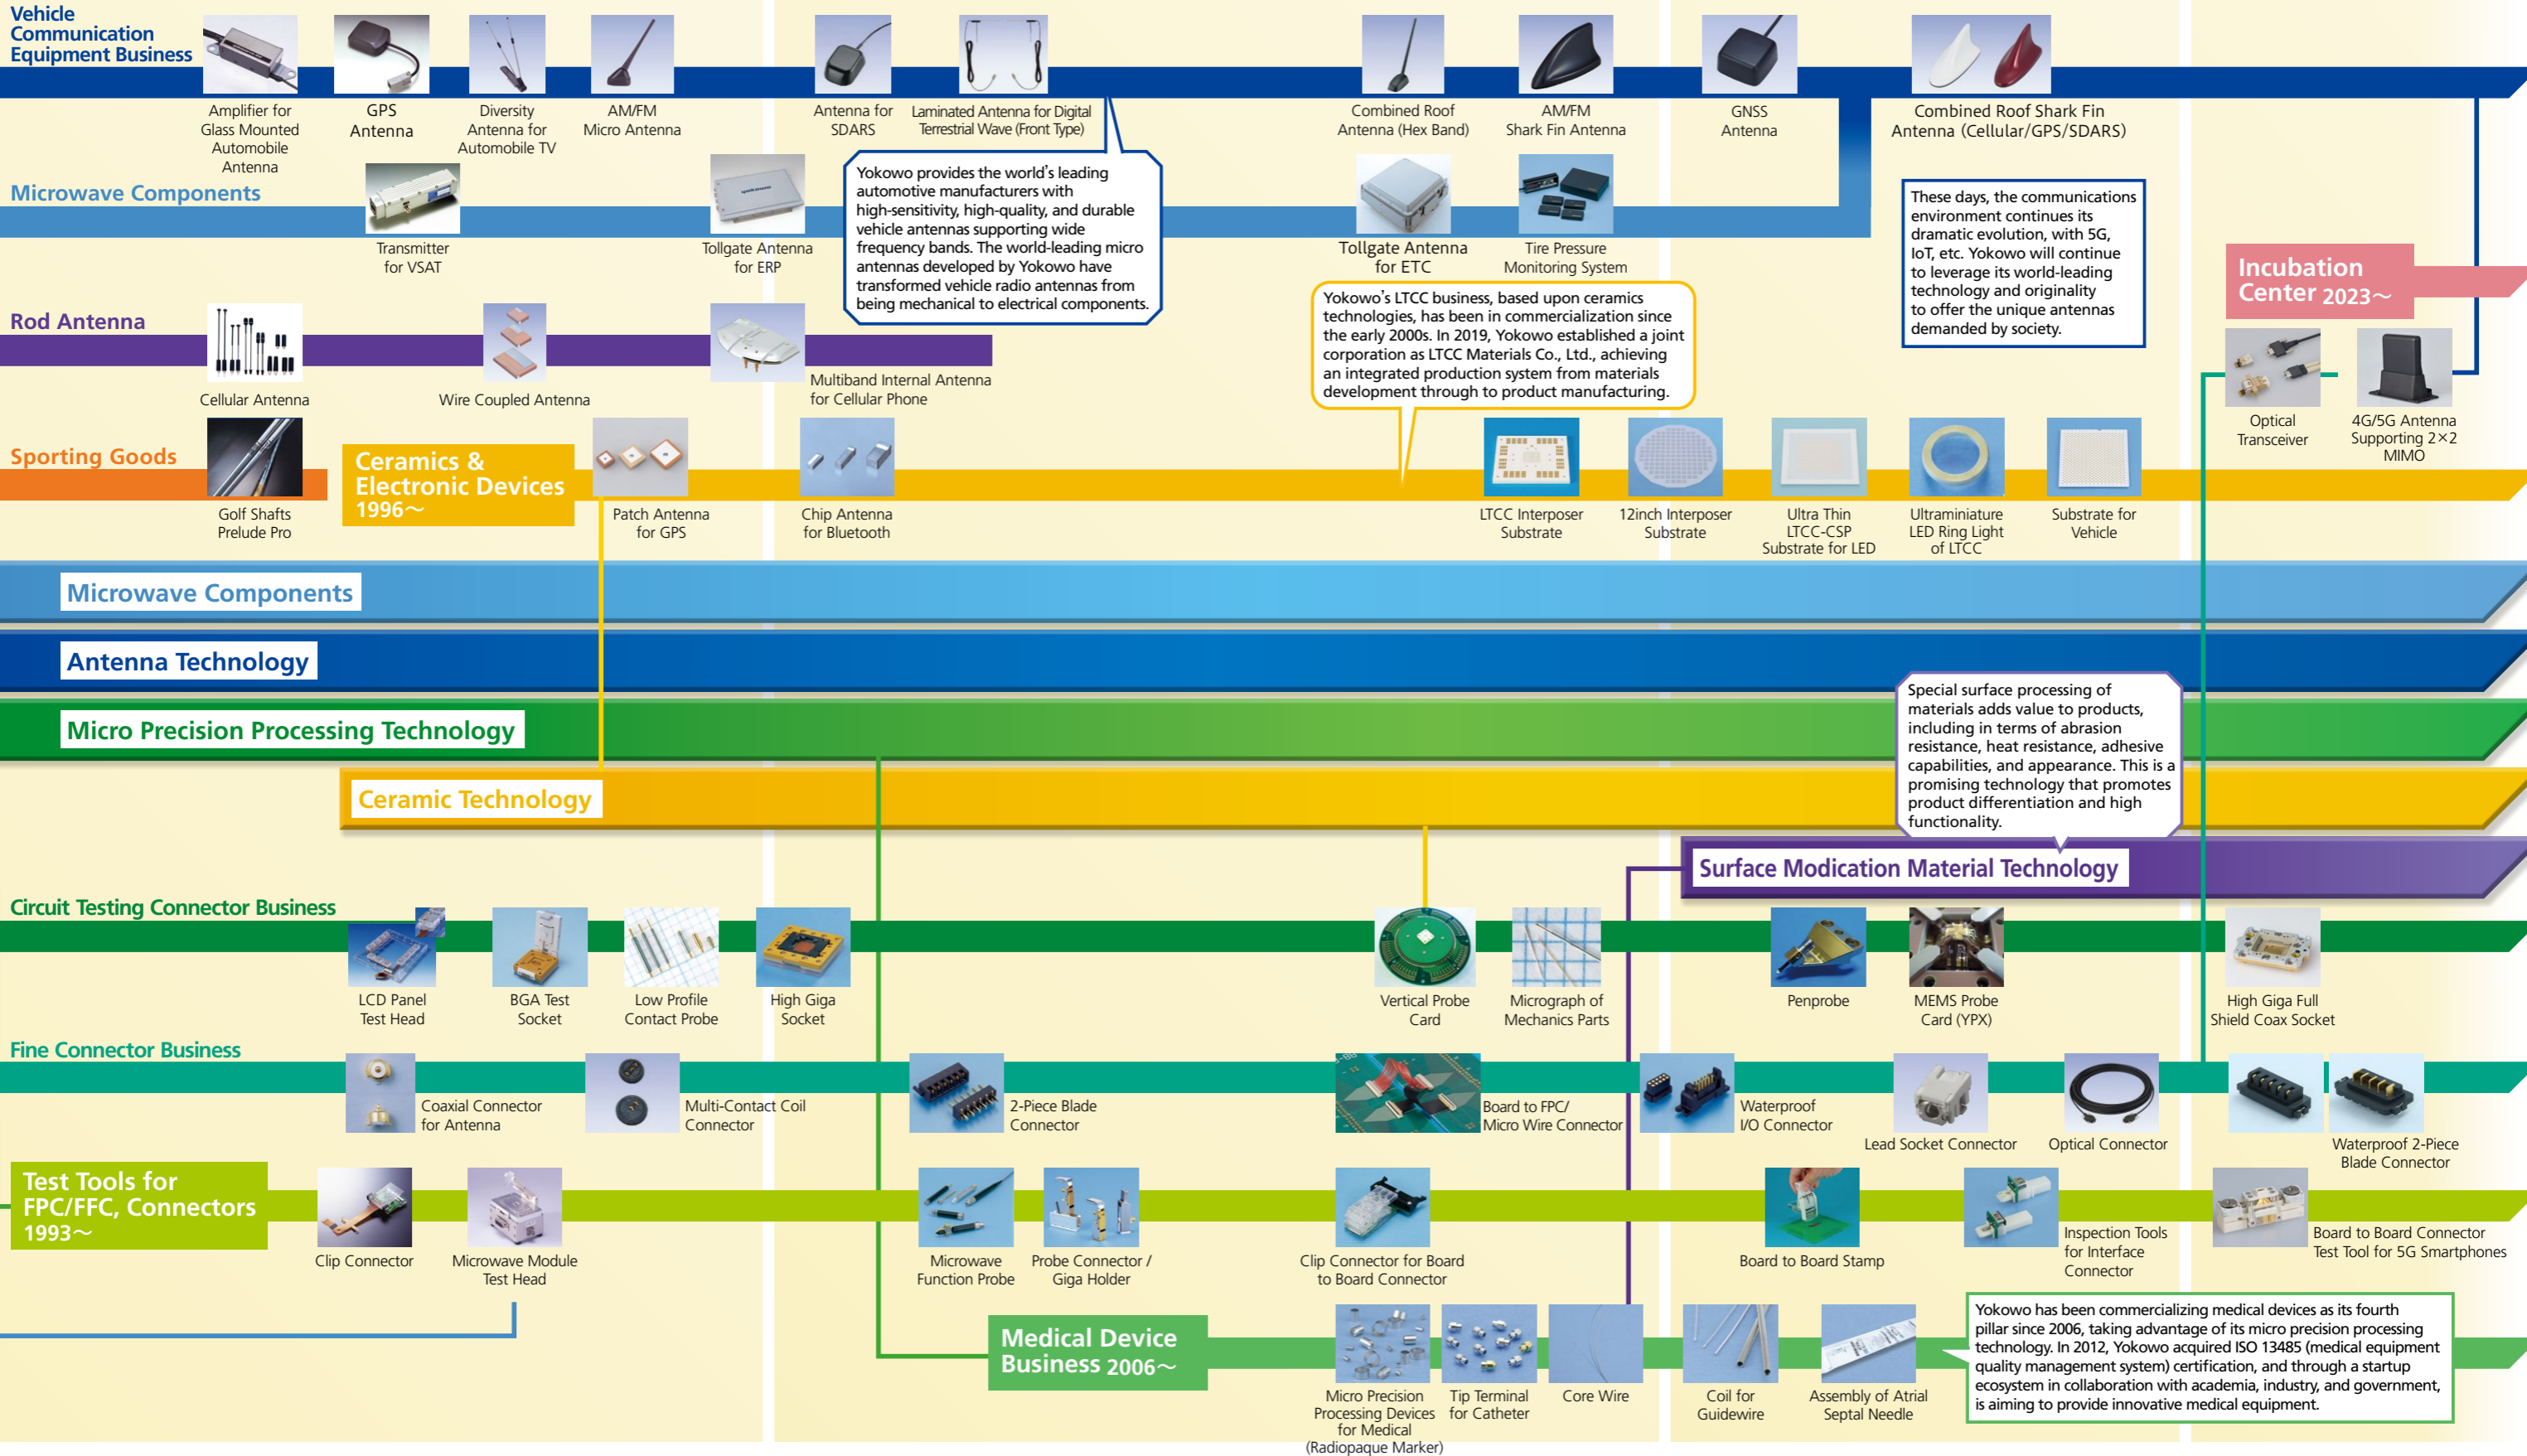 Vehicle
Communication
Equipment Business
Amplifier for
Glass Mounted
Automobile
Antenna
GPS
Antenna
Diversity
Antenna for
Automobile TV
AM/FM
Micro Antenna
Antenna for
SDARS
Laminated Antenna for Digital
Terrestrial Wave (Front Type)
Combined Roof
Antenna (Hex Band)
AM/FM
Shark Fin Antenna
GNSS
Antenna
Combined Roof Shark Fin
Antenna (Cellular/GPS/SDARS)
Yokowo provides the world's leading
automotive manufacturers with
high-sensitivity, high-quality, and durable
vehicle antennas supporting wide
frequency bands. The world-leading micro
antennas developed by Yokowo have
transformed vehicle radio antennas from
being mechanical to electrical components.
Microwave Components
Transmitter
for VSAT
Tollgate Antenna
for ERP
Tollgate Antenna
for ETC
Tire Pressure
Monitoring System
These days, the communications
environment continues its
dramatic evolution, with 5G,
IoT, etc. Yokowo will continue
to leverage its world-leading
technology and originality
to offer the unique antennas
demanded by society.
Incubation
Center 2023～
Optical
Transceiver
4G/5G Antenna
Supporting 2×2
MIMO
Rod Antenna
Cellular Antenna
Wire Coupled Antenna
Multiband Internal Antenna
for Cellular Phone
Yokowo's LTCC business, based upon ceramics
technologies, has been in commercialization since
the early 2000s. In 2019, Yokowo established a joint
corporation as LTCC Materials Co., Ltd., achieving
an integrated production system from materials
development through to product manufacturing.
Sporting Goods
Golf Shafts
Prelude Pro
Ceramics &
Electronic Devices
1996～
Patch Antenna
for GPS
Chip Antenna
for Bluetooth
LTCC Interposer
Substrate
12inch Interposer
Substrate
Ultra Thin
LTCC-CSP
Substrate for LED
Ultraminiature
LED Ring Light
of LTCC
Substrate for
Vehicle
Microwave Components
Antenna Technology
Micro Precision Processing Technology
Ceramic Technology
Special surface processing of
materials adds value to products,
including in terms of abrasion
resistance, heat resistance, adhesive
capabilities, and appearance. This is a
promising technology that promotes
product differentiation and high
functionality.
Surface Modication Material Technology
Circuit Testing Connector Business
LCD Panel
Test Head
BGA Test
Socket
Low Profile
Contact Probe
High Giga
Socket
Vertical Probe
Card
Micrograph of
Mechanics Parts
Penprobe
MEMS Probe
Card (YPX)
High Giga Full
Shield Coax Socket
Fine Connector Business
Coaxial Connector
for Antenna
Multi-Contact Coil
Connector
2-Piece Blade
Connector
Board to FPC/
Micro Wire Connector
Waterproof
I/O Connector
Lead Socket Connector
Optical Connector
Waterproof 2-Piece
Blade Connector
Test Tools for
FPC/FFC, Connectors
1993～
Clip Connector
Microwave Module
Test Head
Microwave
Function Probe
Probe Connector /
Giga Holder
Clip Connector for Board
to Board Connector
Board to Board Stamp
Inspection Tools
for Interface
Connector
Board to Board Connector
Test Tool for 5G Smartphones
Medical Device
Business 2006～
Micro Precision
Processing Devices
for Medical
(Radiopaque Marker)
Tip Terminal
for Catheter
Core Wire
Coil for
Guidewire
Assembly of Atrial
Septal Needle
Yokowo has been commercializing medical devices as its fourth
pillar since 2006, taking advantage of its micro precision processing
technology. In 2012, Yokowo acquired ISO 13485 (medical equipment
quality management system) certification, and through a startup
ecosystem in collaboration with academia, industry, and government,
is aiming to provide innovative medical equipment.